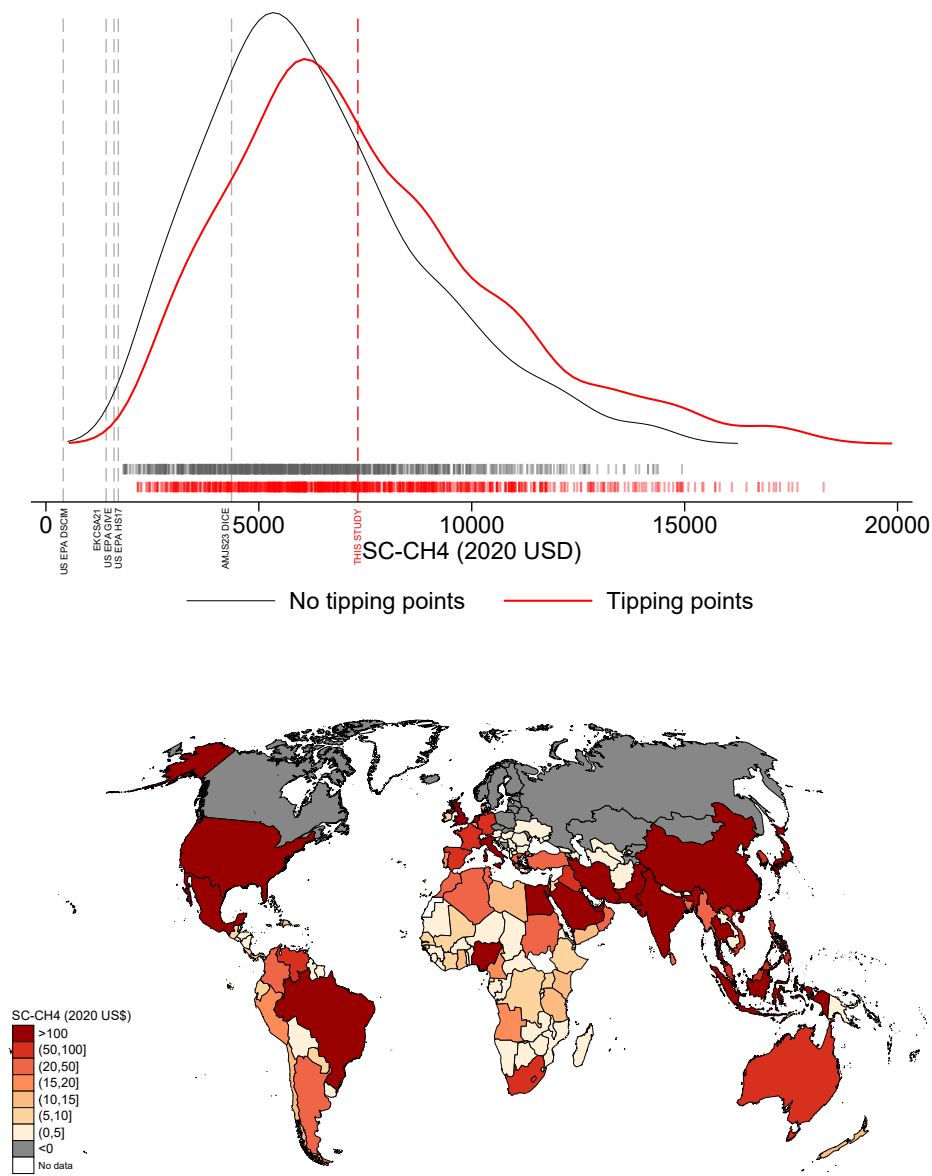 0
5000
10000
15000
20000
US EPA DSCIM
EKCSA21
US EPA GIVE
US EPA HS17
AMJS23 DICE
THIS STUDY
SC-CH4 (2020 USD)
No tipping points
Tipping points
SC-CH4 (2020 US$)
>100
(50,100]
(20,50]
(15,20]
(10,15]
(5,10]
(0,5]
<0
No data